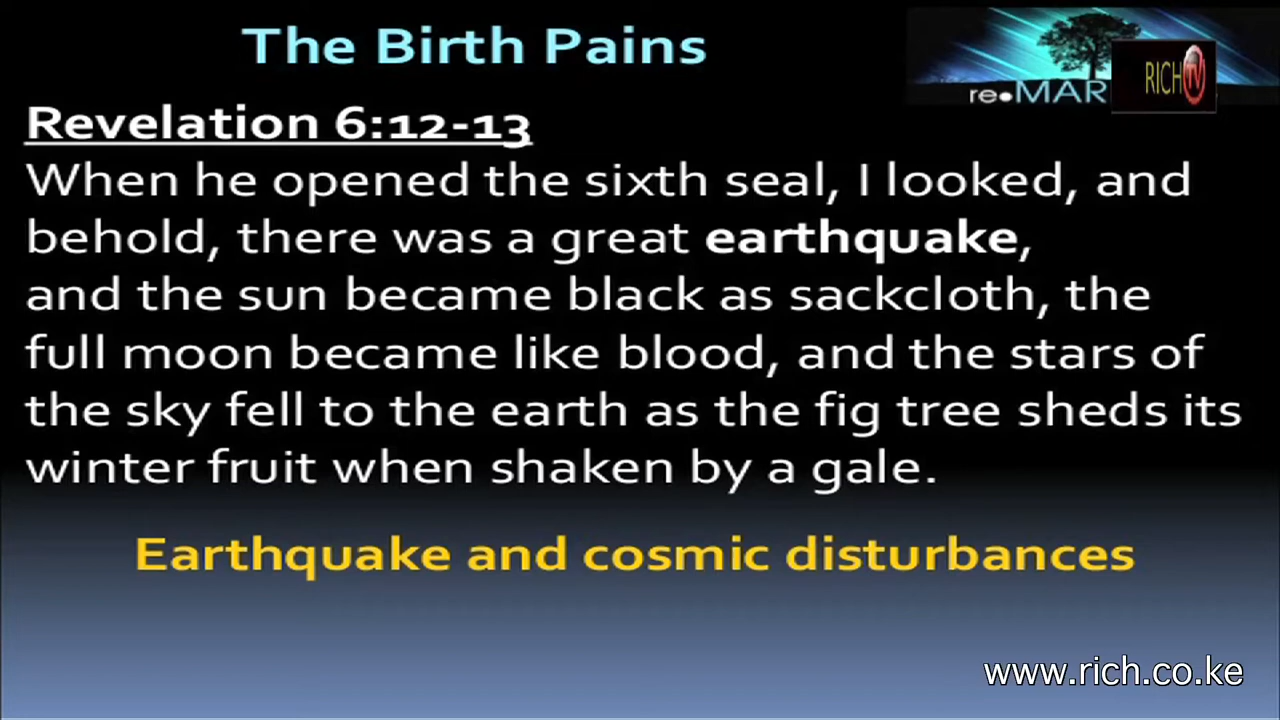 The Birth Pains
re•MAR
RICH TV
Revelation 6:12-13
When he opened the sixth seal, I looked, and
behold, there was a great earthquake,
and the sun became black as sackcloth, the
full moon became like blood, and the stars of
the sky fell to the earth as the fig tree sheds its
winter fruit when shaken by a gale.
Earthquake and cosmic disturbances
www.rich.co.ke